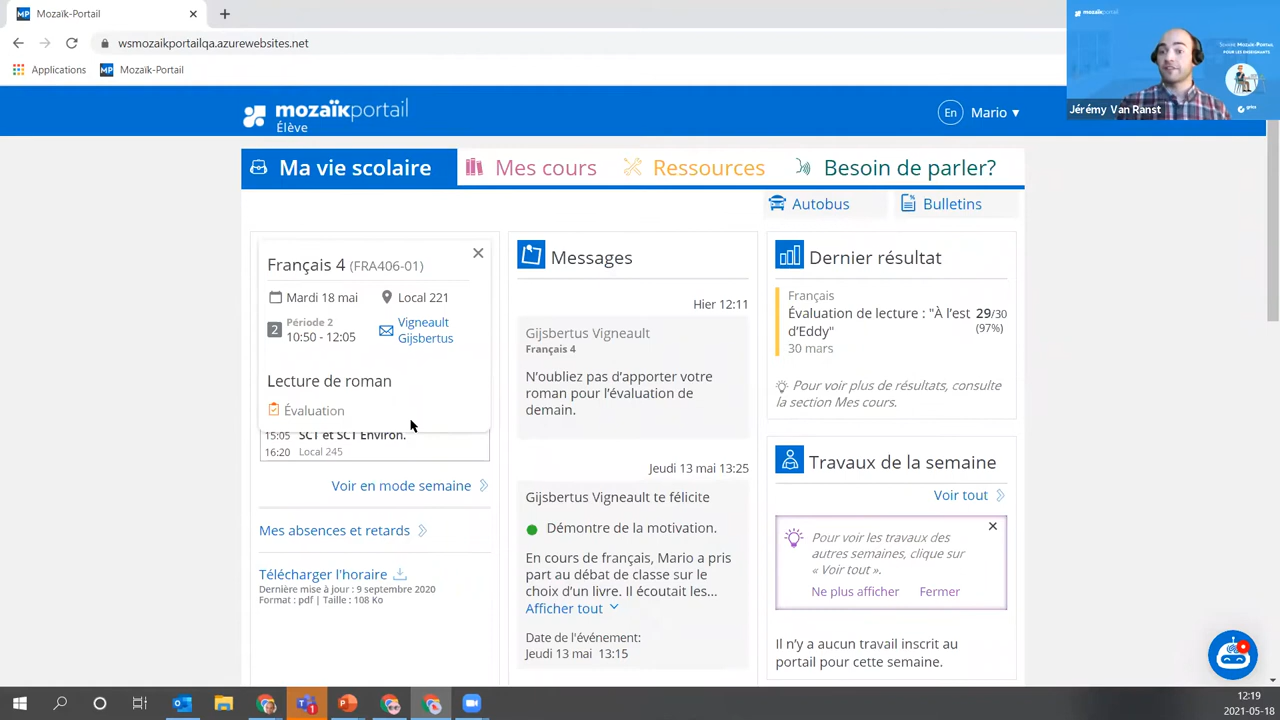 Mozaïk-Portail
wsmozaikportailqa.azurewebsites.net
Applications
Mozaïk-Portail
mozaïkportail
Élève
En
Mario
mozaïkportail
POUR LES ENSEIGNANTS
Jérémy Van Ranst
Ma vie scolaire
Mes cours
Ressources
Besoin de parler?
Autobus
Bulletins
Français 4 (FRA406-01)
Mardi 18 mai
Local 221
2
Période 2
10:50 - 12:05
Vigneault
Gijsbertus
Lecture de roman
Évaluation
15:05 SCT et SCT Environ.
16:20 Local 245
Voir en mode semaine
Mes absences et retards
Télécharger l'horaire
Dernière mise à jour : 9 septembre 2020
Format : pdf | Taille : 108 Ko
Messages
Hier 12:11
Gijsbertus Vigneault
Français 4
N'oubliez pas d'apporter votre
roman pour l'évaluation de
demain.
Jeudi 13 mai 13:25
Gijsbertus Vigneault te félicite
Démontre de la motivation.
En cours de français, Mario a pris
part au débat de classe sur le
choix d'un livre. Il écoutait les...
Afficher tout
Date de l'événement:
Jeudi 13 mai 13:15
Dernier résultat
Français
Évaluation de lecture : "À l'est
d'Eddy"
29/30
(97%)
30 mars
Pour voir plus de résultats, consulte
la section Mes cours.
Travaux de la semaine
Voir tout
Pour voir les travaux des
autres semaines, clique sur
« Voir tout ».
Ne plus afficher
Fermer
Il n'y a aucun travail inscrit au
portail pour cette semaine.
12:19
2021-05-18